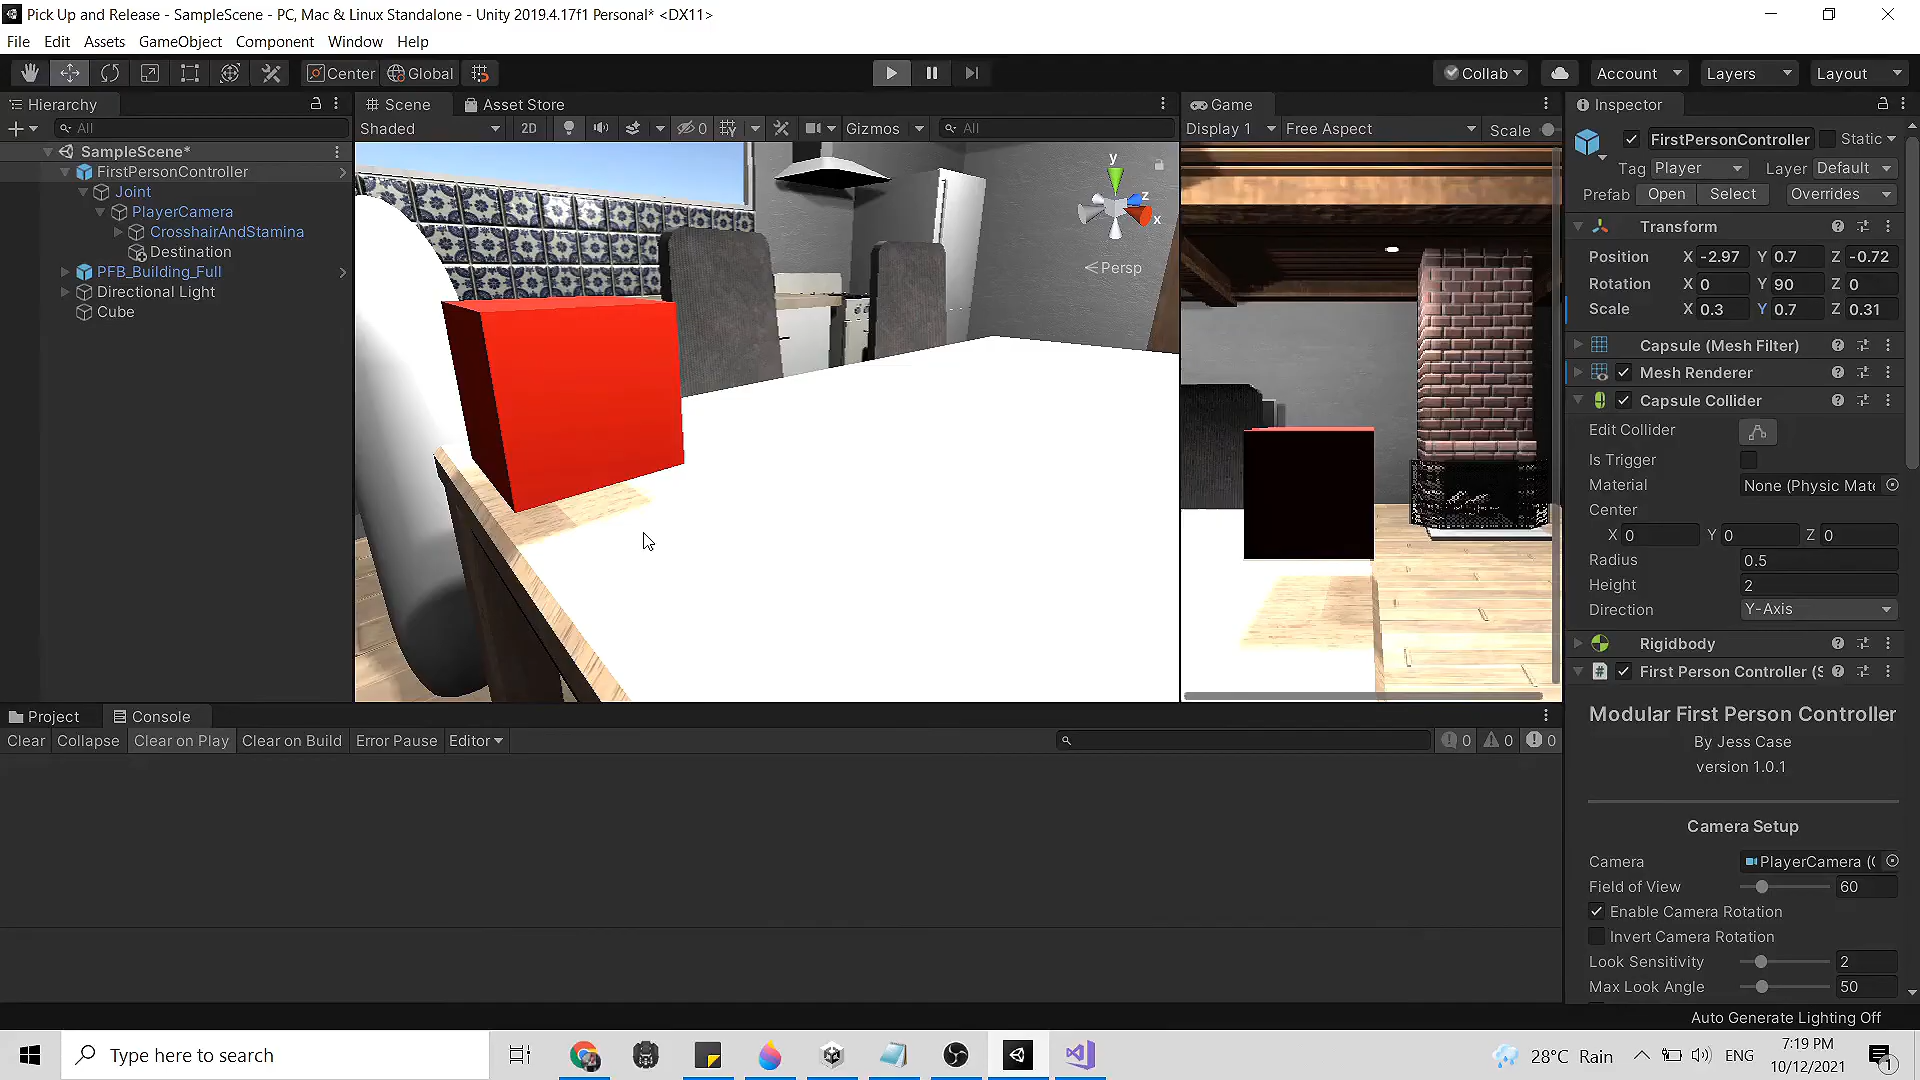 Pick Up and Release - SampleScene - PC, Mac & Linux Standalone - Unity 2019.4.17f1 Personal* <DX11>
File Edit Assets GameObject Component Window Help
Center Global Collab Account Layers Layout
Hierarchy
All
SampleScene*
FirstPersonController
Joint
PlayerCamera
CrosshairAndStamina
Destination
PFB_Building_Full
Directional Light
Cube
Scene Asset Store
Shaded 2D 0 Gizmos All
y
z
x
Persp
Game
Display 1 Free Aspect Scale
Inspector
FirstPersonController Static
Tag Player Layer Default
Prefab Open Select Overrides
Transform
Position X -2.97 Y 0.7 Z -0.72
Rotation X 0 Y 90 Z 0
Scale X 0.3 Y 0.7 Z 0.31
Capsule (Mesh Filter)
Mesh Renderer
Capsule Collider
Edit Collider
Is Trigger
Material None (Physic Mate
Center
X 0 Y 0 Z 0
Radius 0.5
Height 2
Direction Y-Axis
Rigidbody
# First Person Controller (S
Modular First Person Controller
By Jess Case
version 1.0.1
Camera Setup
Camera PlayerCamera (C
Field of View 60
Enable Camera Rotation
Invert Camera Rotation
Look Sensitivity 2
Max Look Angle 50
Project Console
Clear Collapse Clear on Play Clear on Build Error Pause Editor 0 0 0
Auto Generate Lighting Off
Type here to search
28°C Rain ENG
7:19 PM
10/12/2021
1